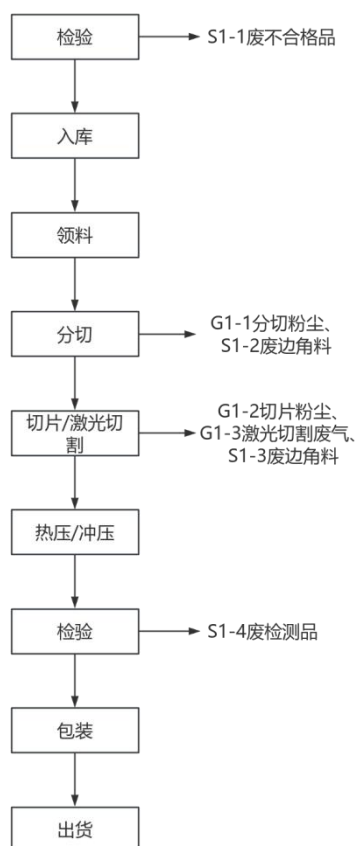 检验
S1-1废不合格品
入库
领料
分切
G1-1分切粉尘、
S1-2废边角料
切片/激光切
割
G1-2切片粉尘、
G1-3激光切割废气、
S1-3废边角料
热压/冲压
检验
S1-4废检测品
包装
出货